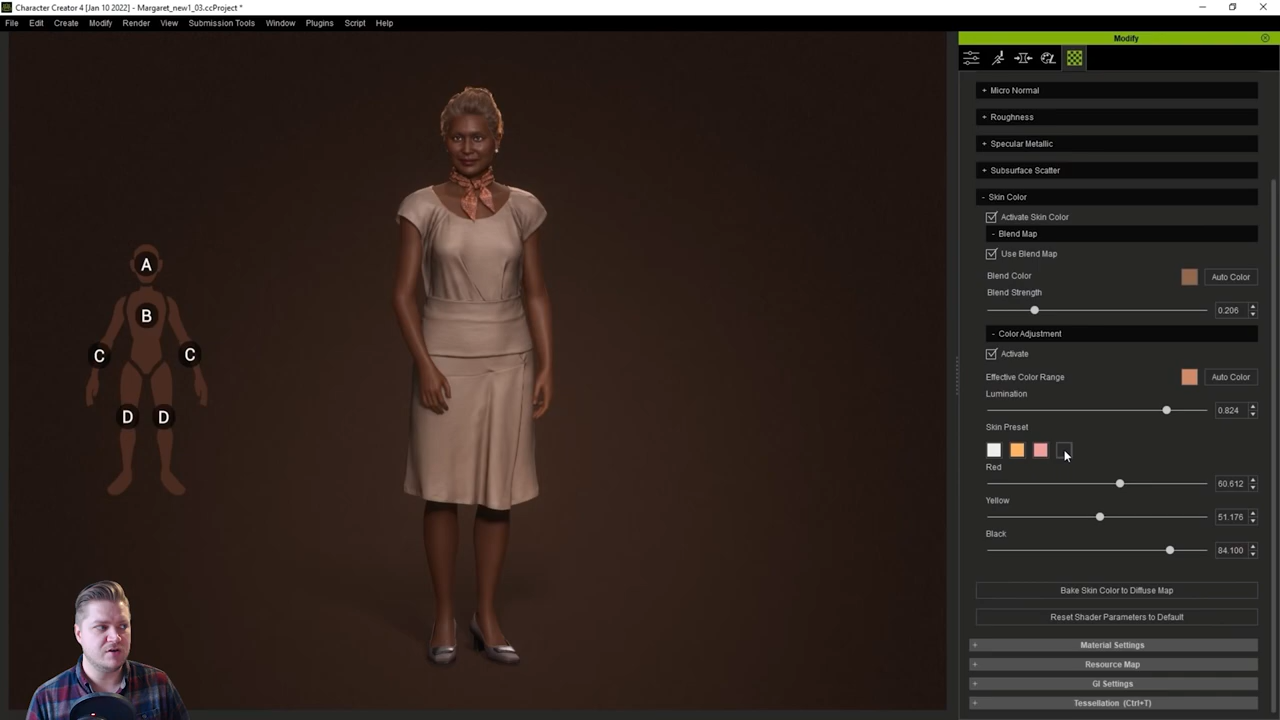 Character Creator 4 [Jan 10 2022] - Margaret_new1_03.ccProject *
File Edit Create Modify Render View Submission Tools Window Plugins Script Help
Modify
+ Micro Normal
+ Roughness
+ Specular Metallic
+ Subsurface Scatter
- Skin Color
Activate Skin Color
- Blend Map
Use Blend Map
Blend Color Auto Color
Blend Strength
0.206
- Color Adjustment
Activate
Effective Color Range Auto Color
Lumination
0.824
Skin Preset
Red
60.612
Yellow
51.176
Black
84.100
Bake Skin Color to Diffuse Map
Reset Shader Parameters to Default
+ Material Settings
+ Resource Map
+ GI Settings
+ Tessellation (Ctrl+T)
A
B
C C
D D